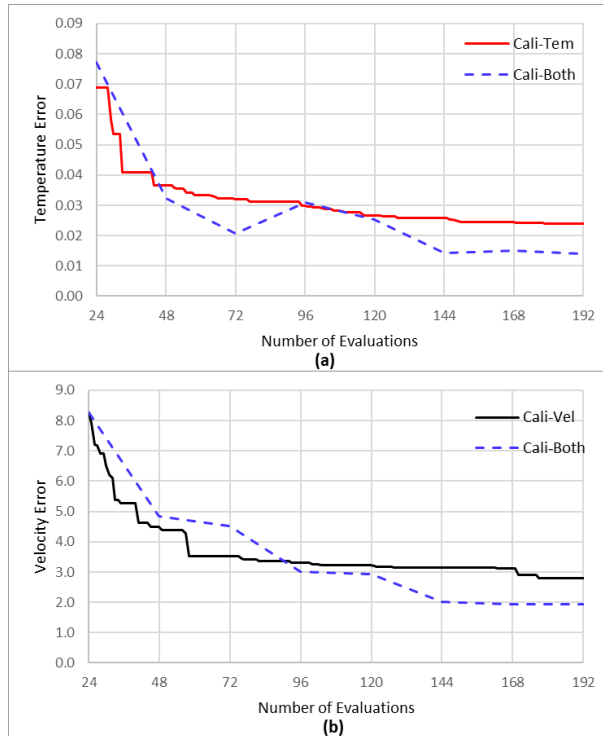 0.09
0.08
0.07
0.06
0.05
0.04
0.03
0.02
0.01
0.00
Temperature Error
Cali-Tem
Cali-Both
24 48 72 96 120 144 168 192
Number of Evaluations
(a)
9.0
8.0
7.0
6.0
5.0
4.0
3.0
2.0
1.0
0.0
Velocity Error
Cali-Vel
Cali-Both
24 48 72 96 120 144 168 192
Number of Evaluations
(b)